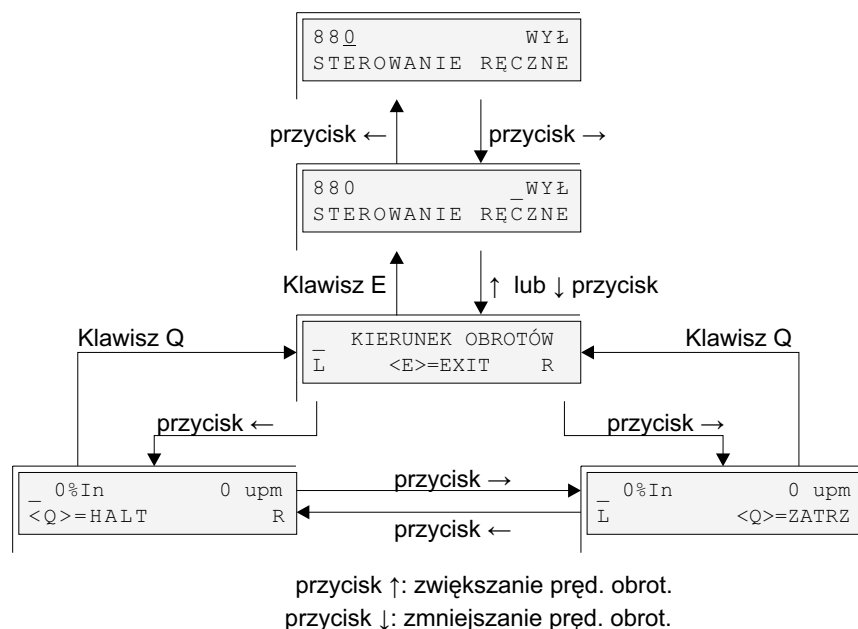 880 WYŁ
STEROWANIE RĘCZNE
przycisk ← przycisk →
880 _WYŁ
STEROWANIE RĘCZNE
Klawisz E ↑ lub ↓ przycisk
Klawisz Q Klawisz Q
_ KIERUNEK OBROTÓW
L <E>=EXIT R
przycisk ← przycisk →
_ 0%In 0 upm
<Q>=HALT R
przycisk →
przycisk ←
_ 0%In 0 upm
L <Q>=ZATRZ
przycisk ↑: zwiększanie pręd. obrot.
przycisk ↓: zmniejszanie pręd. obrot.